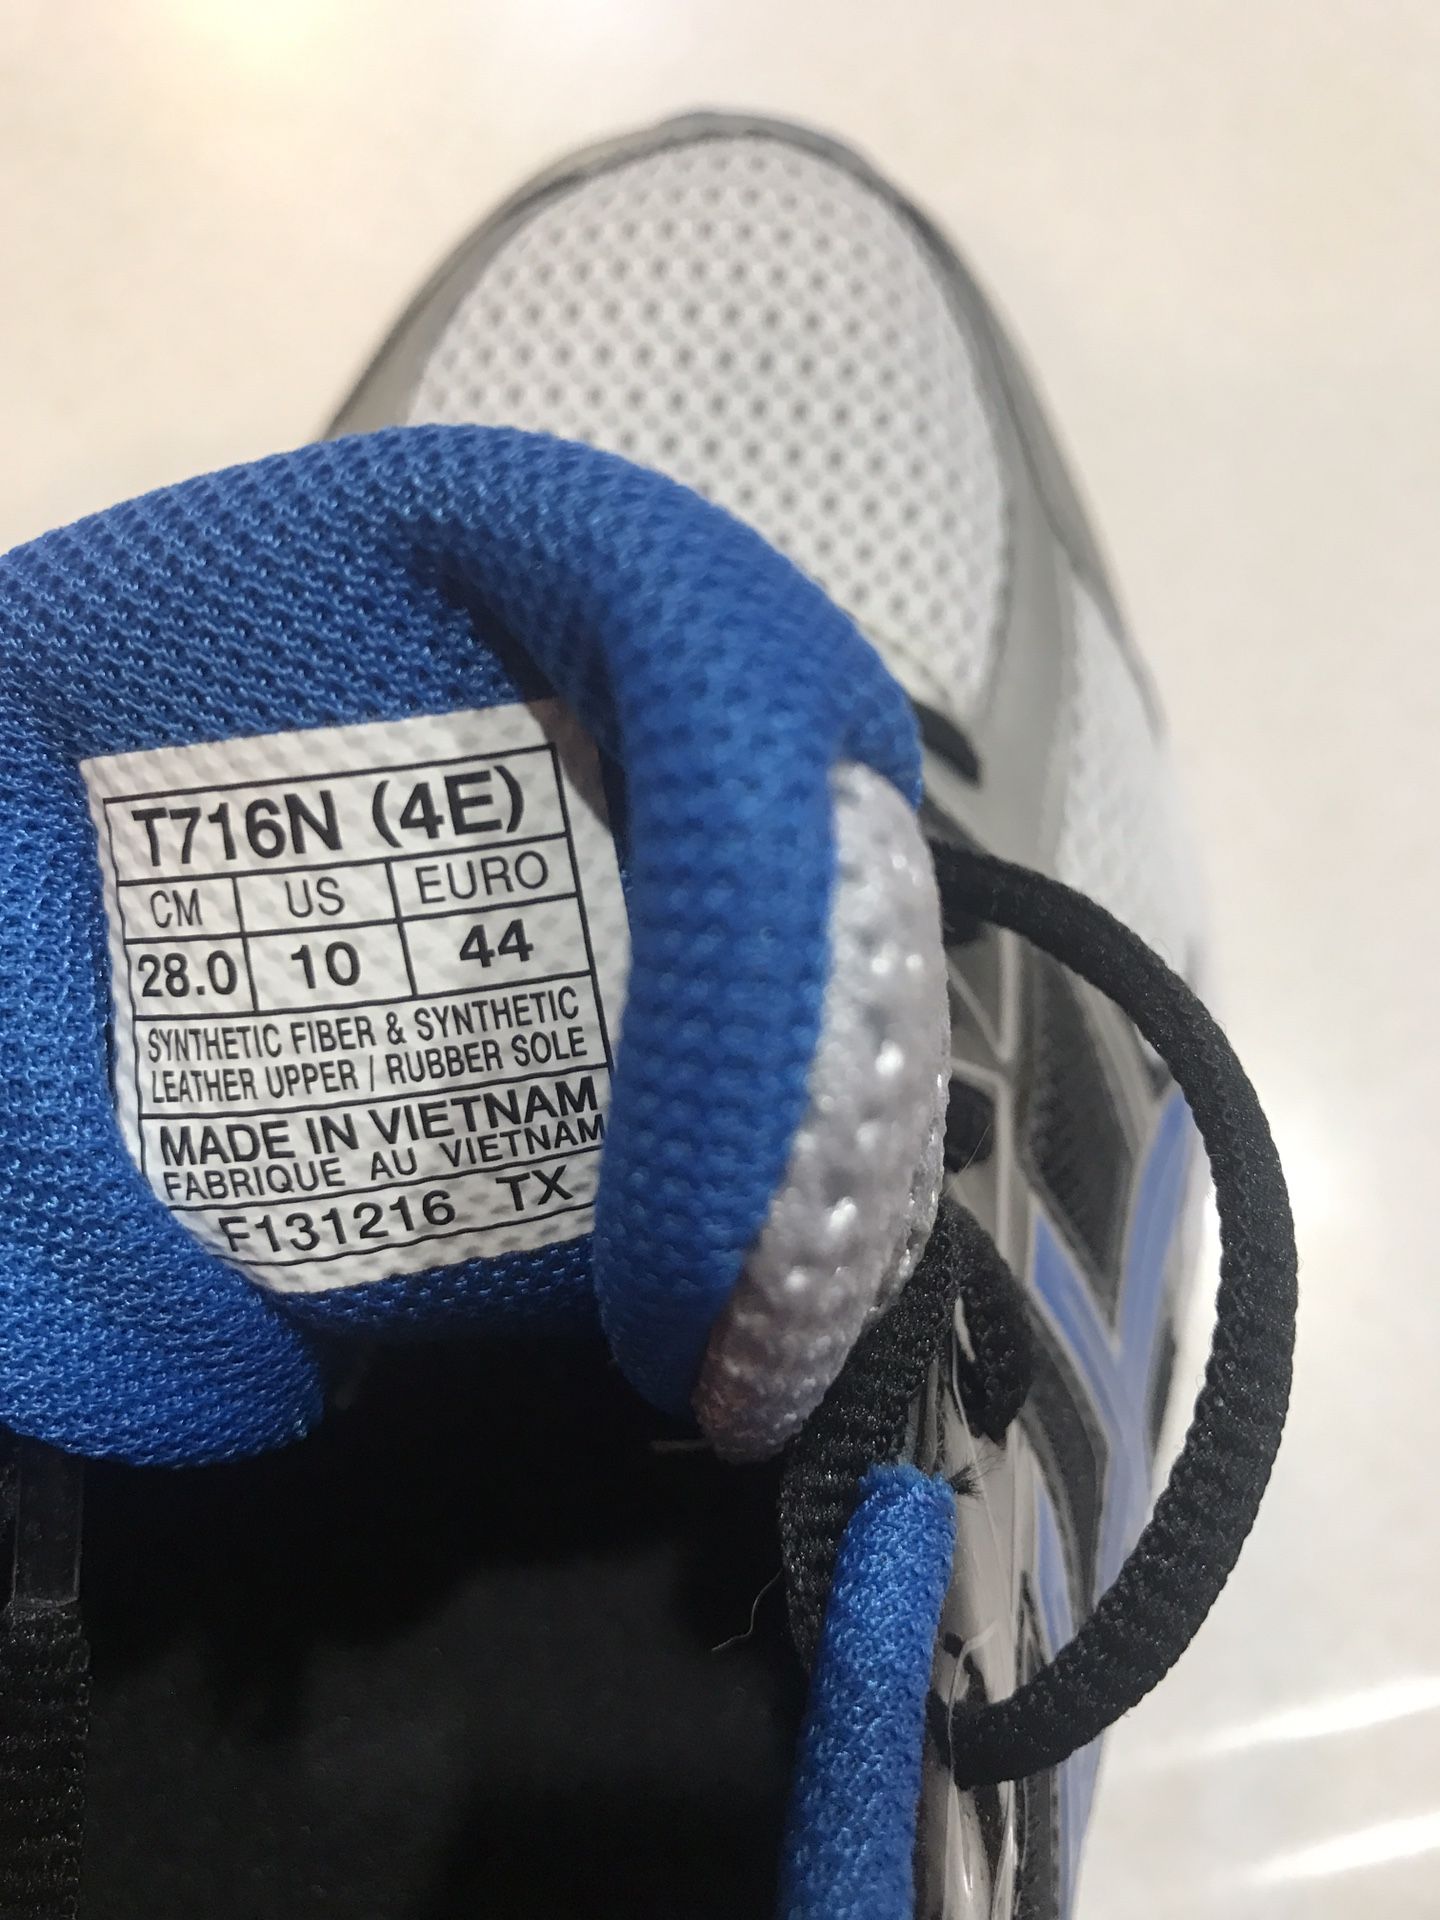 T716N (4E)
CM US EURO
28.0 10 44
SYNTHETIC FIBER & SYNTHETIC
LEATHER UPPER / RUBBER SOLE
MADE IN VIETNAM
FABRIQUE AU VIETNAM
F131216 TX